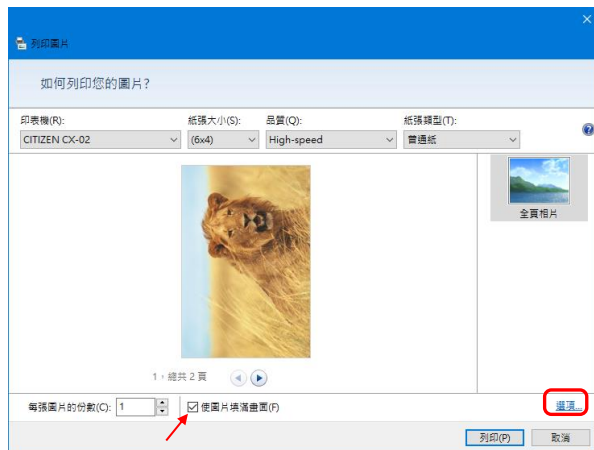 列印圖片
如何列印您的圖片?
印表機(R): 紙張大小(S): 品質(Q): 紙張類型(T):
CITIZEN CX-02 (6x4) High-speed 普通紙
全頁相片
1，總共 2 頁
每張圖片的份數(C): 1 使圖片填滿畫面(F) 選項...
列印(P) 取消